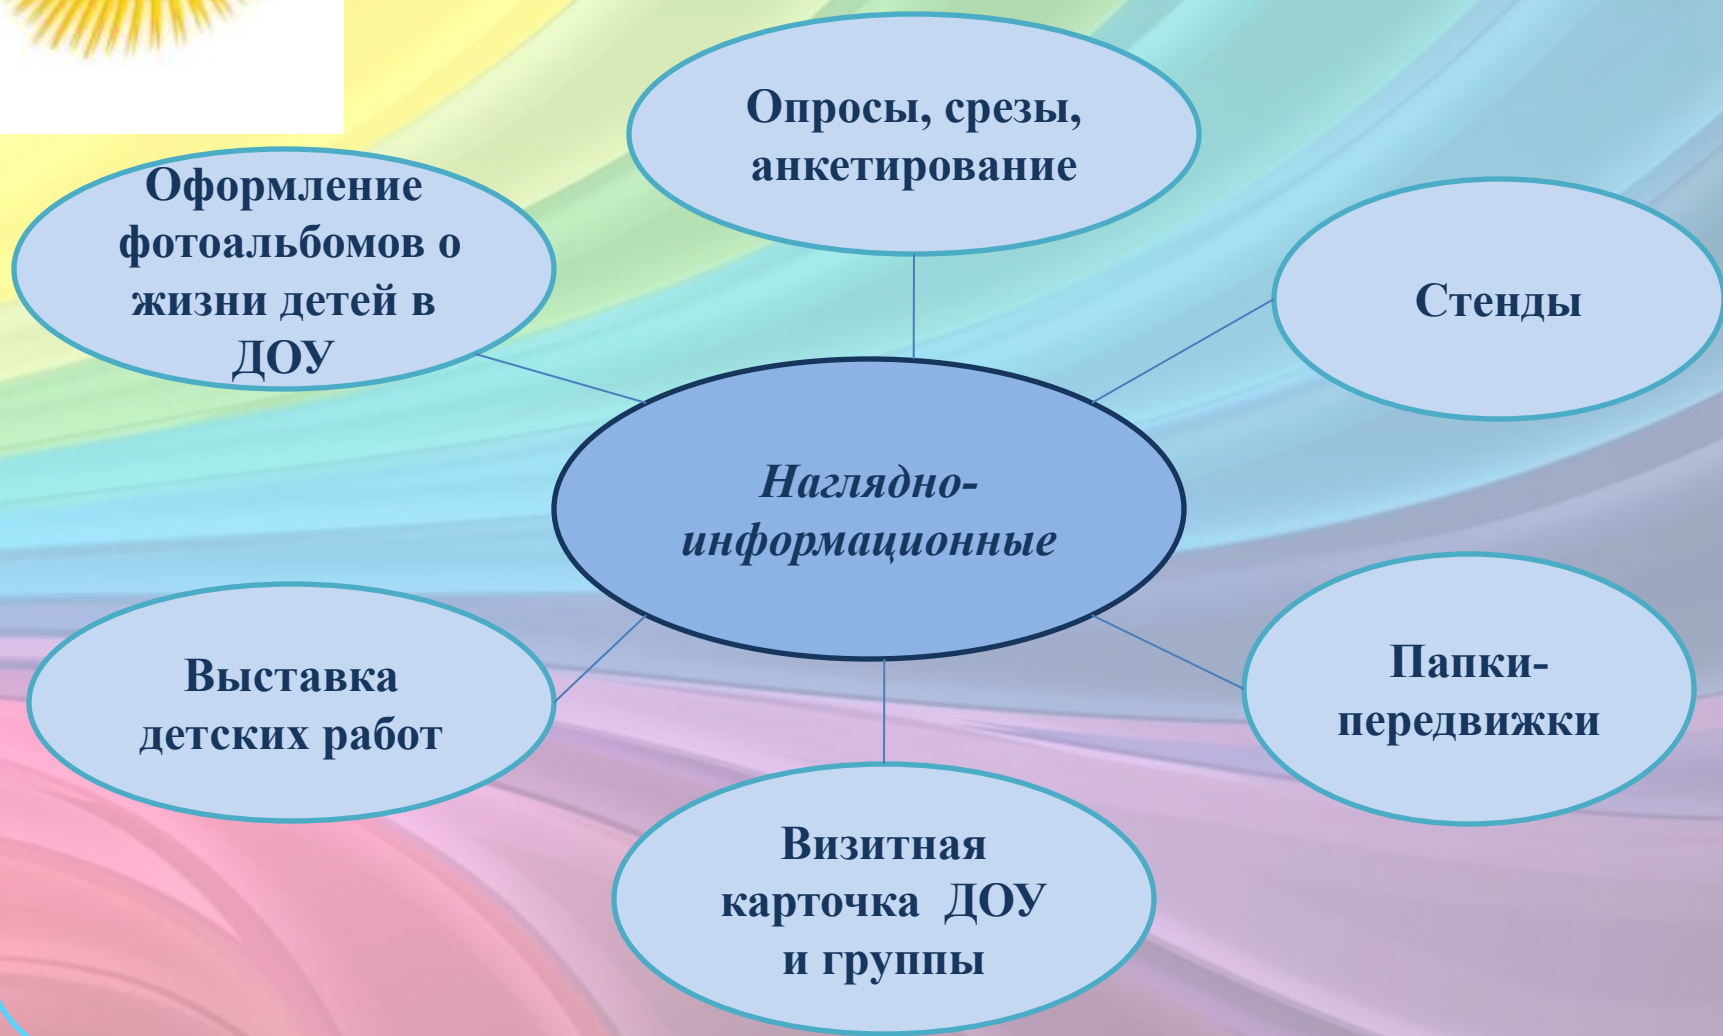 Опросы, срезы,
анкетирование
Оформление
фотоальбомов о
жизни детей в
ДОУ
Стенды
Наглядно-
информационные
Выставка
детских работ
Папки-
передвижки
Визитная
карточка  ДОУ
и группы